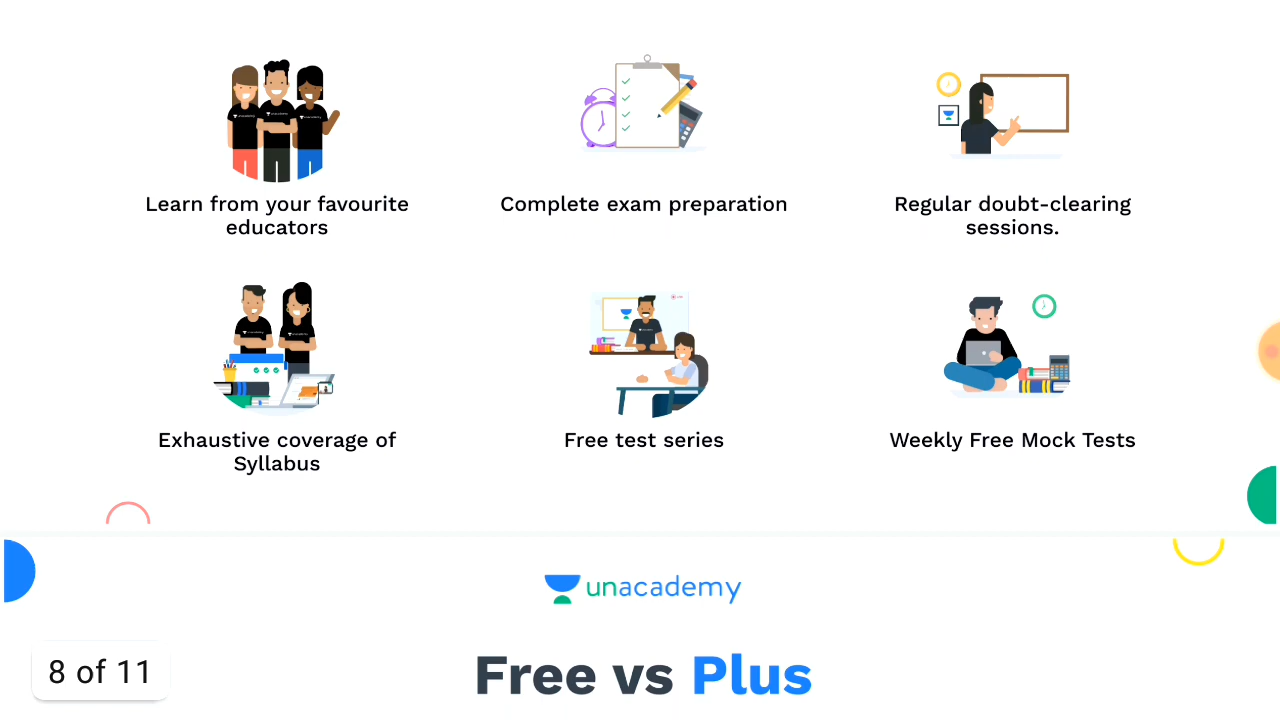 Learn from your favourite
educators
Complete exam preparation
Regular doubt-clearing
sessions.
Exhaustive coverage of
Syllabus
Free test series
Weekly Free Mock Tests
unacademy
Free vs Plus
8 of 11